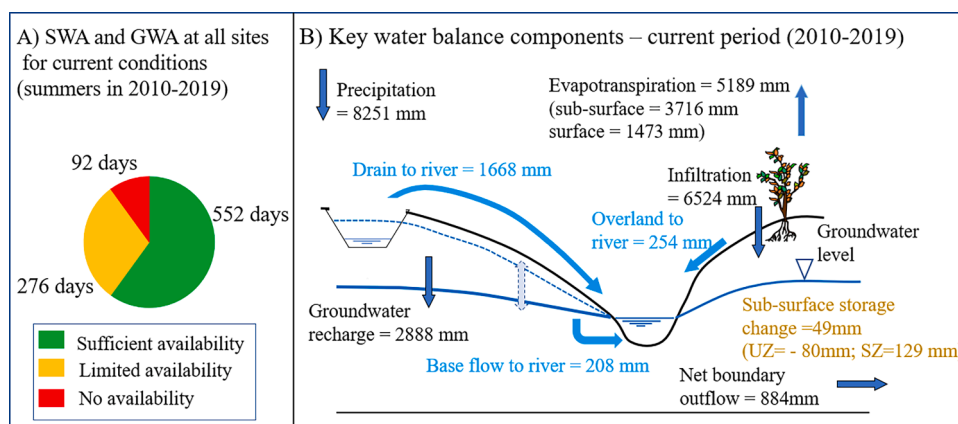 A) SWA and GWA at all sites
for current conditions
(summers in 2010-2019)
92 days
552 days
276 days
Sufficient availability
Limited availability
No availability
B) Key water balance components – current period (2010-2019)
Precipitation
= 8251 mm
Evapotranspiration = 5189 mm
(sub-surface = 3716 mm
surface = 1473 mm)
Drain to river = 1668 mm
Infiltration
= 6524 mm
Overland to
river = 254 mm
Groundwater
level
Groundwater
recharge = 2888 mm
Sub-surface storage
change =49mm
(UZ= - 80mm; SZ=129 mm)
Base flow to river = 208 mm
Net boundary
outflow = 884mm